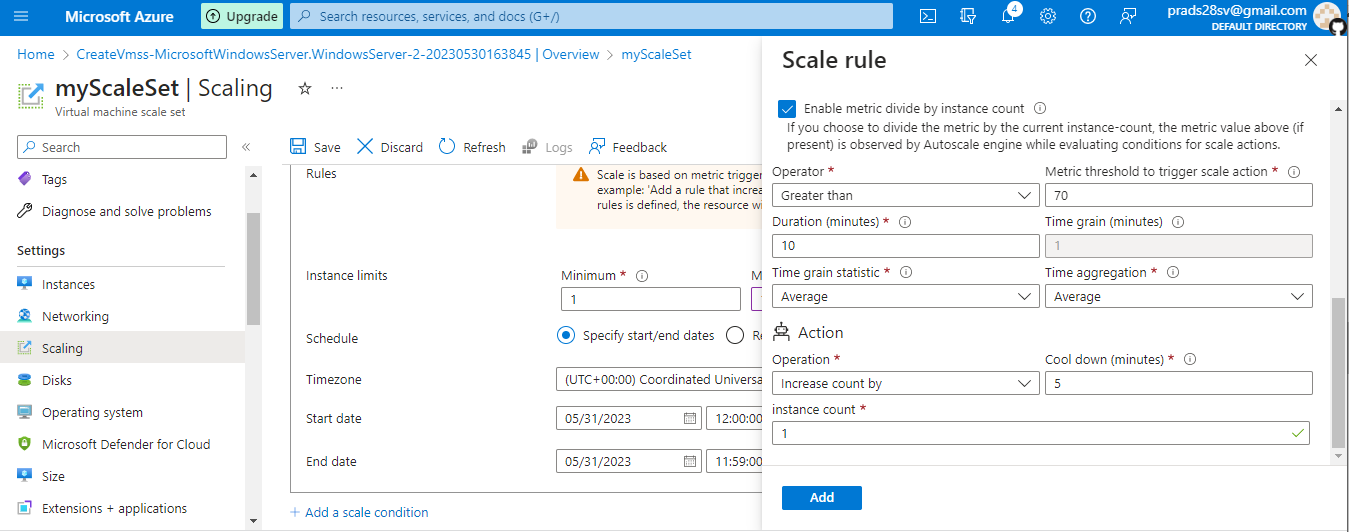 Microsoft Azure
Upgrade
Search resources, services, and docs (G+/)
4
prads28sv@gmail.com
DEFAULT DIRECTORY
Home > CreateVmss-MicrosoftWindowsServer.WindowsServer-2-20230530163845 | Overview > myScaleSet
myScaleSet | Scaling
Virtual machine scale set
Search
Tags
Diagnose and solve problems
Settings
Instances
Networking
Scaling
Disks
Operating system
Microsoft Defender for Cloud
Size
Extensions + applications
Save
Discard
Refresh
Logs
Feedback
Rules
Scale is based on metric trigger
example: 'Add a rule that increa
rules is defined, the resource wi
Instance limits
Minimum *
M
1
Schedule
Specify start/end dates
Re
Timezone
(UTC+00:00) Coordinated Universa
Start date
05/31/2023
12:00:00
End date
05/31/2023
11:59:00
+ Add a scale condition
Scale rule
Enable metric divide by instance count
If you choose to divide the metric by the current instance-count, the metric value above (if
present) is observed by Autoscale engine while evaluating conditions for scale actions.
Operator *
Metric threshold to trigger scale action *
Greater than
70
Duration (minutes) *
Time grain (minutes)
10
1
Time grain statistic *
Time aggregation *
Average
Average
Action
Operation *
Cool down (minutes) *
Increase count by
5
instance count *
1
Add